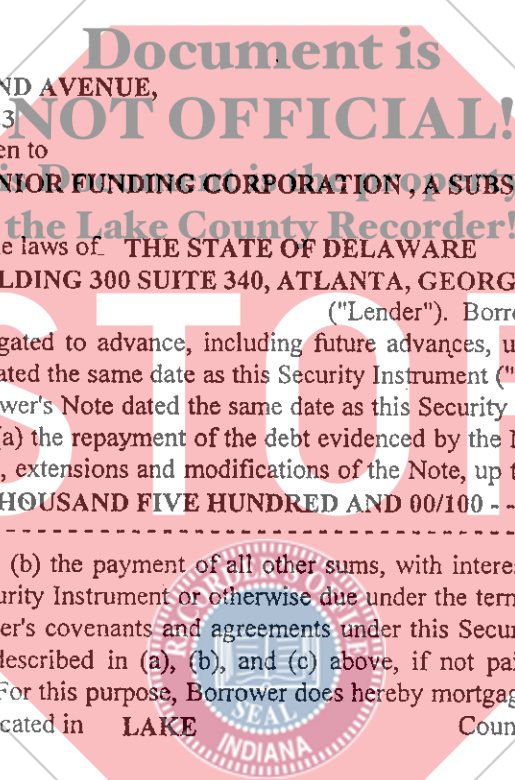 Document is
ND AVENUE,
3
NOT OFFICIAL!
en to
is Document is the property
NIOR FUNDING CORPORATION , A SUBS
the Lake County Recorder!
e laws of THE STATE OF DELAWARE
LDING 300 SUITE 340, ATLANTA, GEORG
("Lender"). Borro
gated to advance, including future advances, u
ated the same date as this Security Instrument ("
wer's Note dated the same date as this Security
(a) the repayment of the debt evidenced by the N
, extensions and modifications of the Note, up t
STOP
HOUSAND FIVE HUNDRED AND 00/100 - -
(b) the payment of all other sums, with intere
urity Instrument or otherwise due under the term
er's covenants and agreements under this Secur
described in (a), (b), and (c) above, if not pai
For this purpose, Borrower does hereby mortgag
cated in LAKE Coun
RECORDER'S OFFICE
SEAL
INDIANA